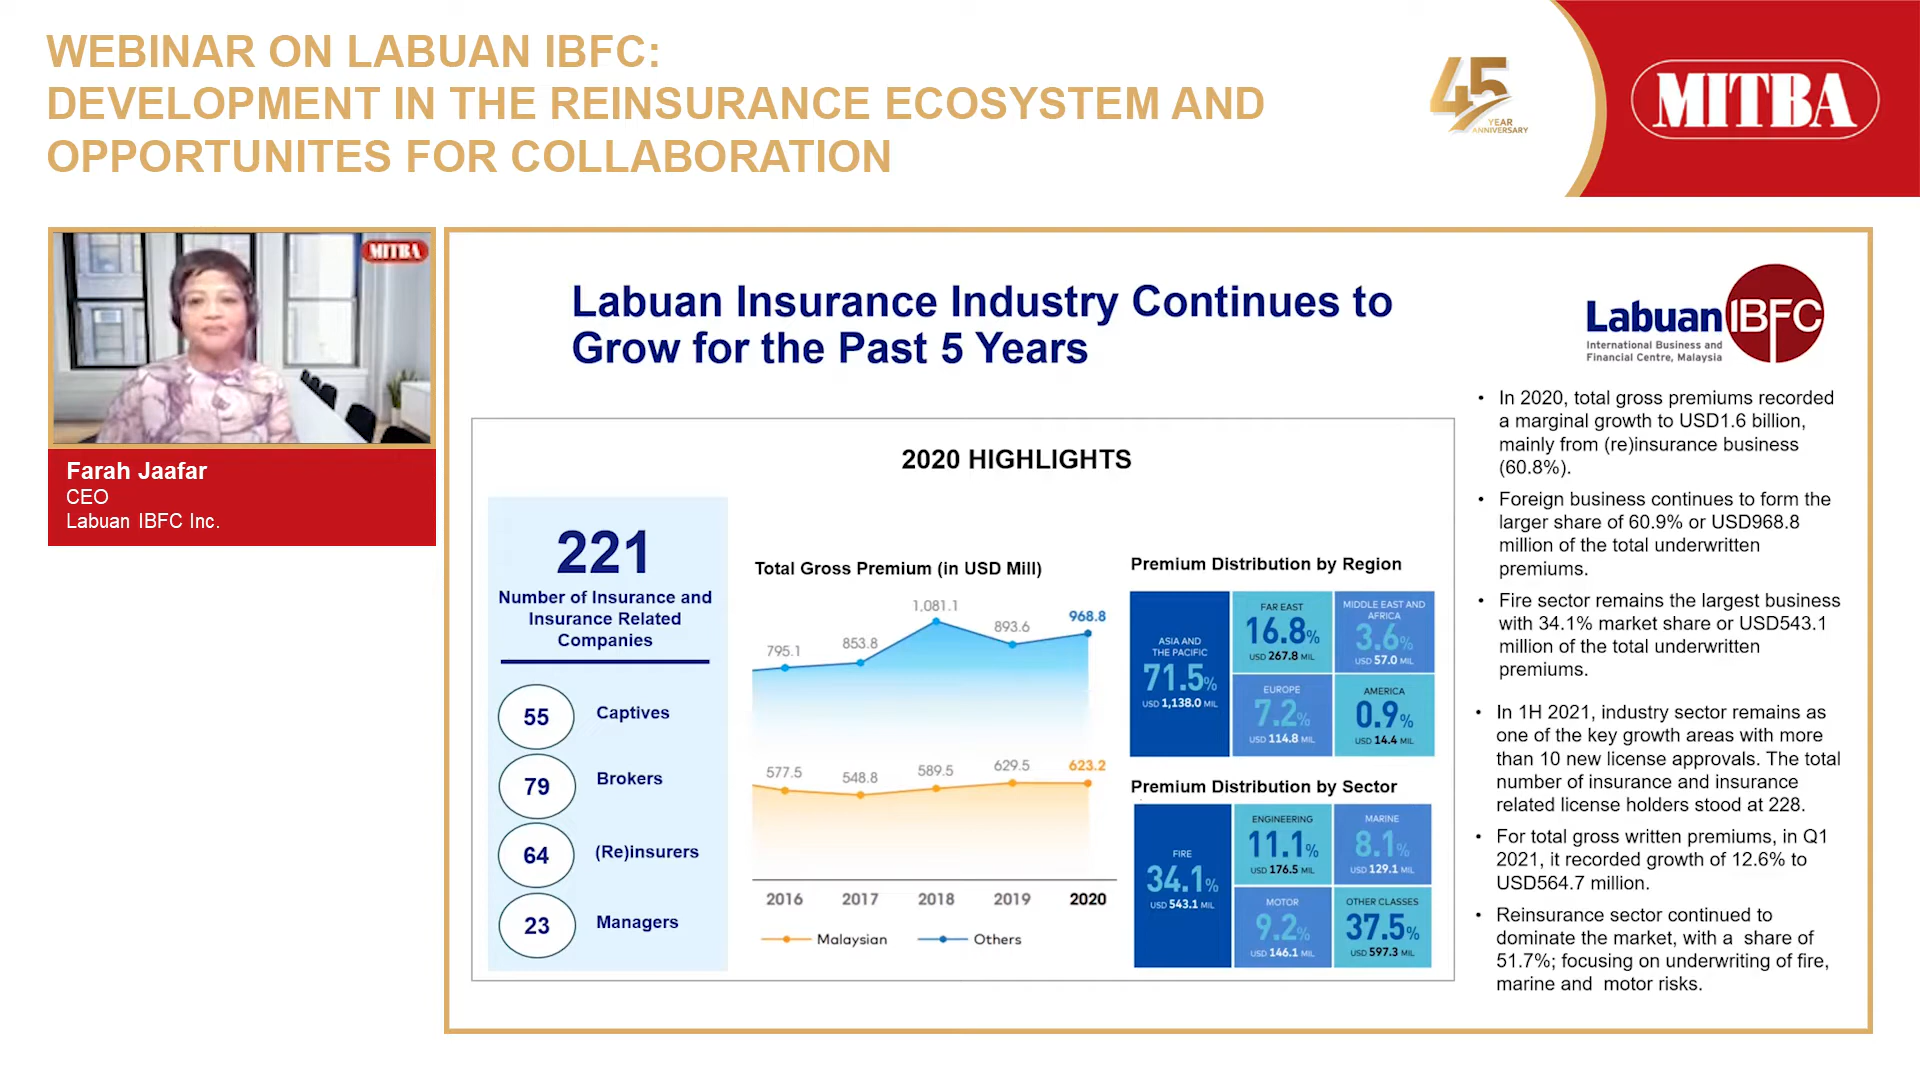 WEBINAR ON LABUAN IBFC:
DEVELOPMENT IN THE REINSURANCE ECOSYSTEM AND
OPPORTUNITES FOR COLLABORATION
45
YEAR
ANNIVERSARY
MITBA
MITBA
Farah Jaafar
CEO
Labuan IBFC Inc.
Labuan Insurance Industry Continues to
Grow for the Past 5 Years
Labuan IBFC
International Business and
Financial Centre, Malaysia
2020 HIGHLIGHTS
221
Number of Insurance and
Insurance Related
Companies
55 Captives
79 Brokers
64 (Re)insurers
23 Managers
Total Gross Premium (in USD Mill)
795.1 853.8 1,081.1 893.6 968.8
577.5 548.8 589.5 629.5 623.2
2016 2017 2018 2019 2020
Malaysian Others
Premium Distribution by Region
ASIA AND
THE PACIFIC
71.5%
USD 1,138.0 MIL
FAR EAST
16.8%
USD 267.8 MIL
MIDDLE EAST AND
AFRICA
3.6%
USD 57.0 MIL
EUROPE
7.2%
USD 114.8 MIL
AMERICA
0.9%
USD 14.4 MIL
Premium Distribution by Sector
FIRE
34.1%
USD 543.1 MIL
ENGINEERING
11.1%
USD 176.5 MIL
MARINE
8.1%
USD 129.1 MIL
MOTOR
9.2%
USD 146.1 MIL
OTHER CLASSES
37.5%
USD 597.3 MIL
• In 2020, total gross premiums recorded
a marginal growth to USD1.6 billion,
mainly from (re)insurance business
(60.8%).
• Foreign business continues to form the
larger share of 60.9% or USD968.8
million of the total underwritten
premiums.
• Fire sector remains the largest business
with 34.1% market share or USD543.1
million of the total underwritten
premiums.
• In 1H 2021, industry sector remains as
one of the key growth areas with more
than 10 new license approvals. The total
number of insurance and insurance
related license holders stood at 228.
• For total gross written premiums, in Q1
2021, it recorded growth of 12.6% to
USD564.7 million.
• Reinsurance sector continued to
dominate the market, with a share of
51.7%; focusing on underwriting of fire,
marine and motor risks.